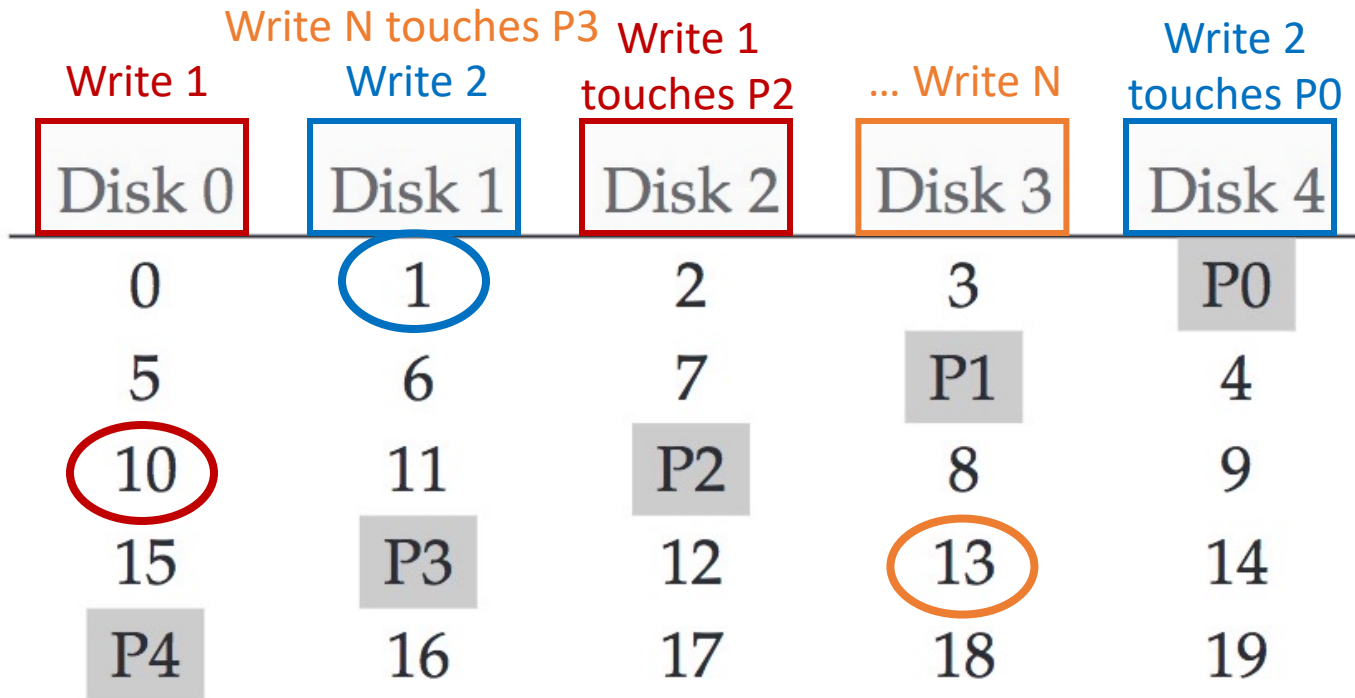 Write N touches P3
Write 1
Write 2
Write 1
touches P2
... Write N
Write 2
touches P0
Disk 0 Disk 1 Disk 2 Disk 3 Disk 4
0 1 2 3 P0
5 6 7 P1 4
10 11 P2 8 9
15 P3 12 13 14
P4 16 17 18 19